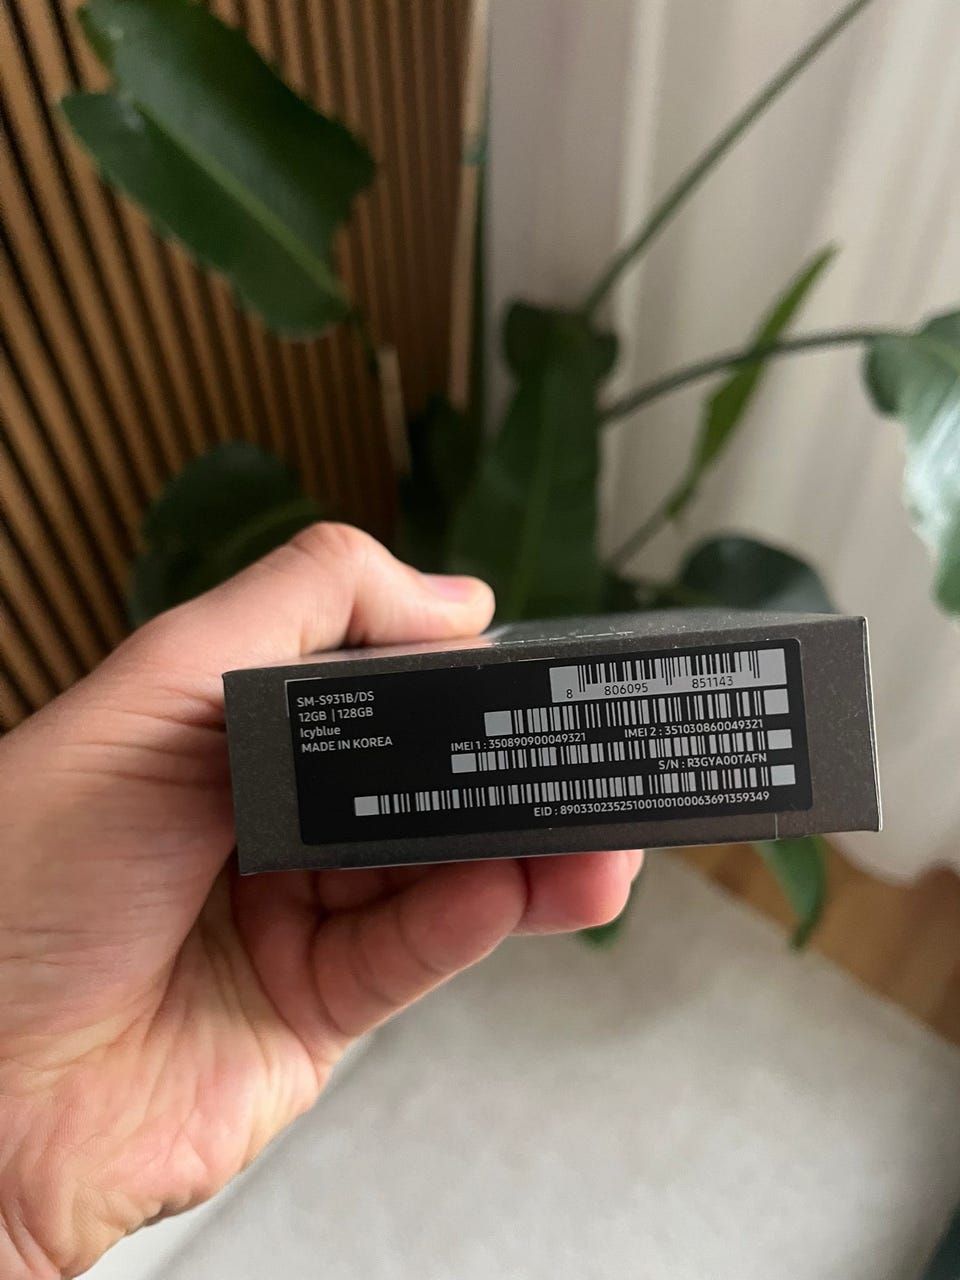 SM-S931B/DS
12GB | 128GB
Icyblue
MADE IN KOREA
8 806095 851143
IMEI 1 : 350890900049321
IMEI 2 : 351030860049321
S/N : R3GYA00TAFN
EID : 89033023525100100100063691359349